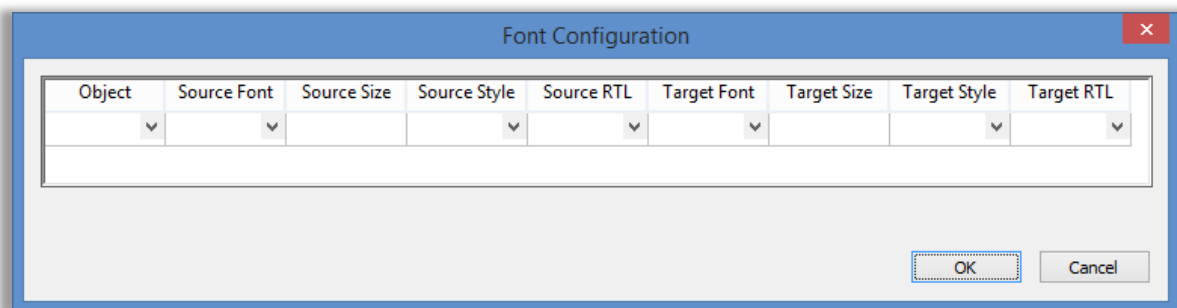 Font Configuration
Object Source Font Source Size Source Style Source RTL Target Font Target Size Target Style Target RTL
OK Cancel